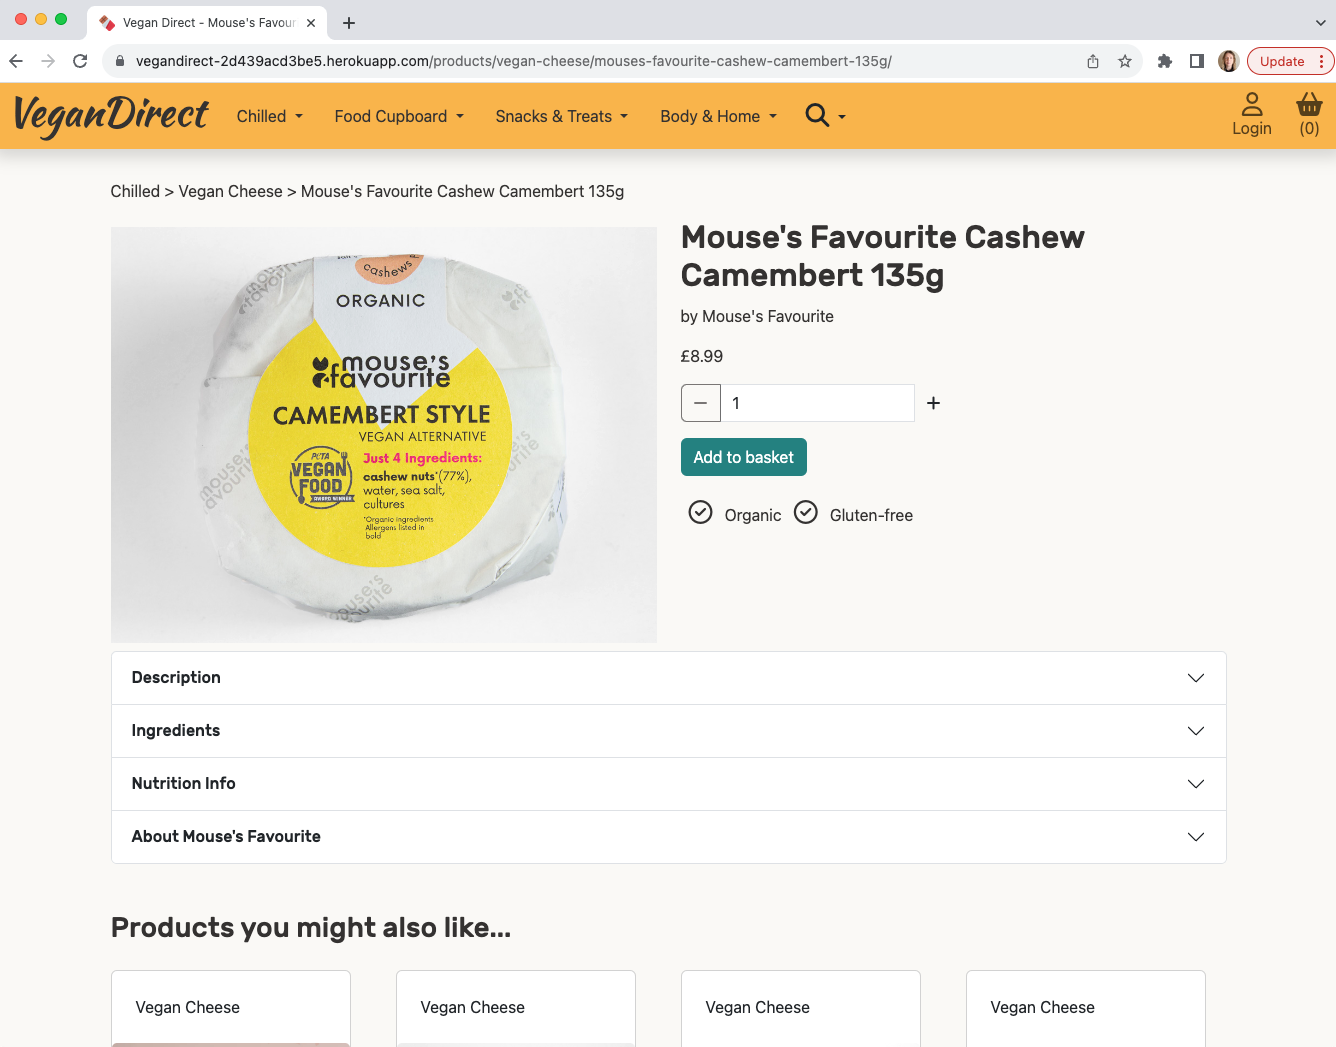 Vegan Direct - Mouse's Favour
vegandirect-2d439acd3be5.herokuapp.com/products/vegan-cheese/mouses-favourite-cashew-camembert-135g/
Update
VeganDirect
Chilled
Food Cupboard
Snacks & Treats
Body & Home
Login
(0)
Chilled > Vegan Cheese > Mouse's Favourite Cashew Camembert 135g
cashews
ORGANIC
mouse's
favourite
CAMEMBERT STYLE
VEGAN ALTERNATIVE
PETA
VEGAN
FOOD
AWARD WINNER
Just 4 Ingredients:
cashew nuts*(77%),
water, sea salt,
cultures
*Organic ingredients
Allergens listed in
bold
mouse's
favourite
Mouse's Favourite Cashew
Camembert 135g
by Mouse's Favourite
£8.99
1
Add to basket
Organic
Gluten-free
Description
Ingredients
Nutrition Info
About Mouse's Favourite
Products you might also like...
Vegan Cheese
Vegan Cheese
Vegan Cheese
Vegan Cheese